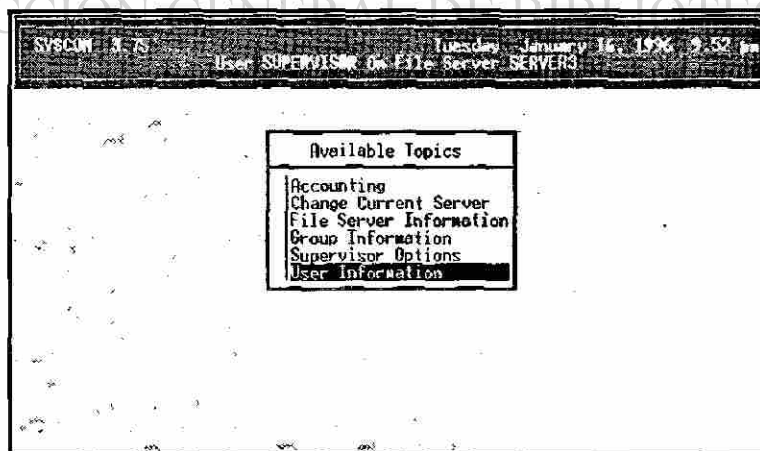 SYSCON 3.75 Tuesday January 16, 1996 9:52 pm
User SUPERVISOR On File Server SERVER3
Available Topics
Accounting
Change Current Server
File Server Information
Group Information
Supervisor Options
User Information